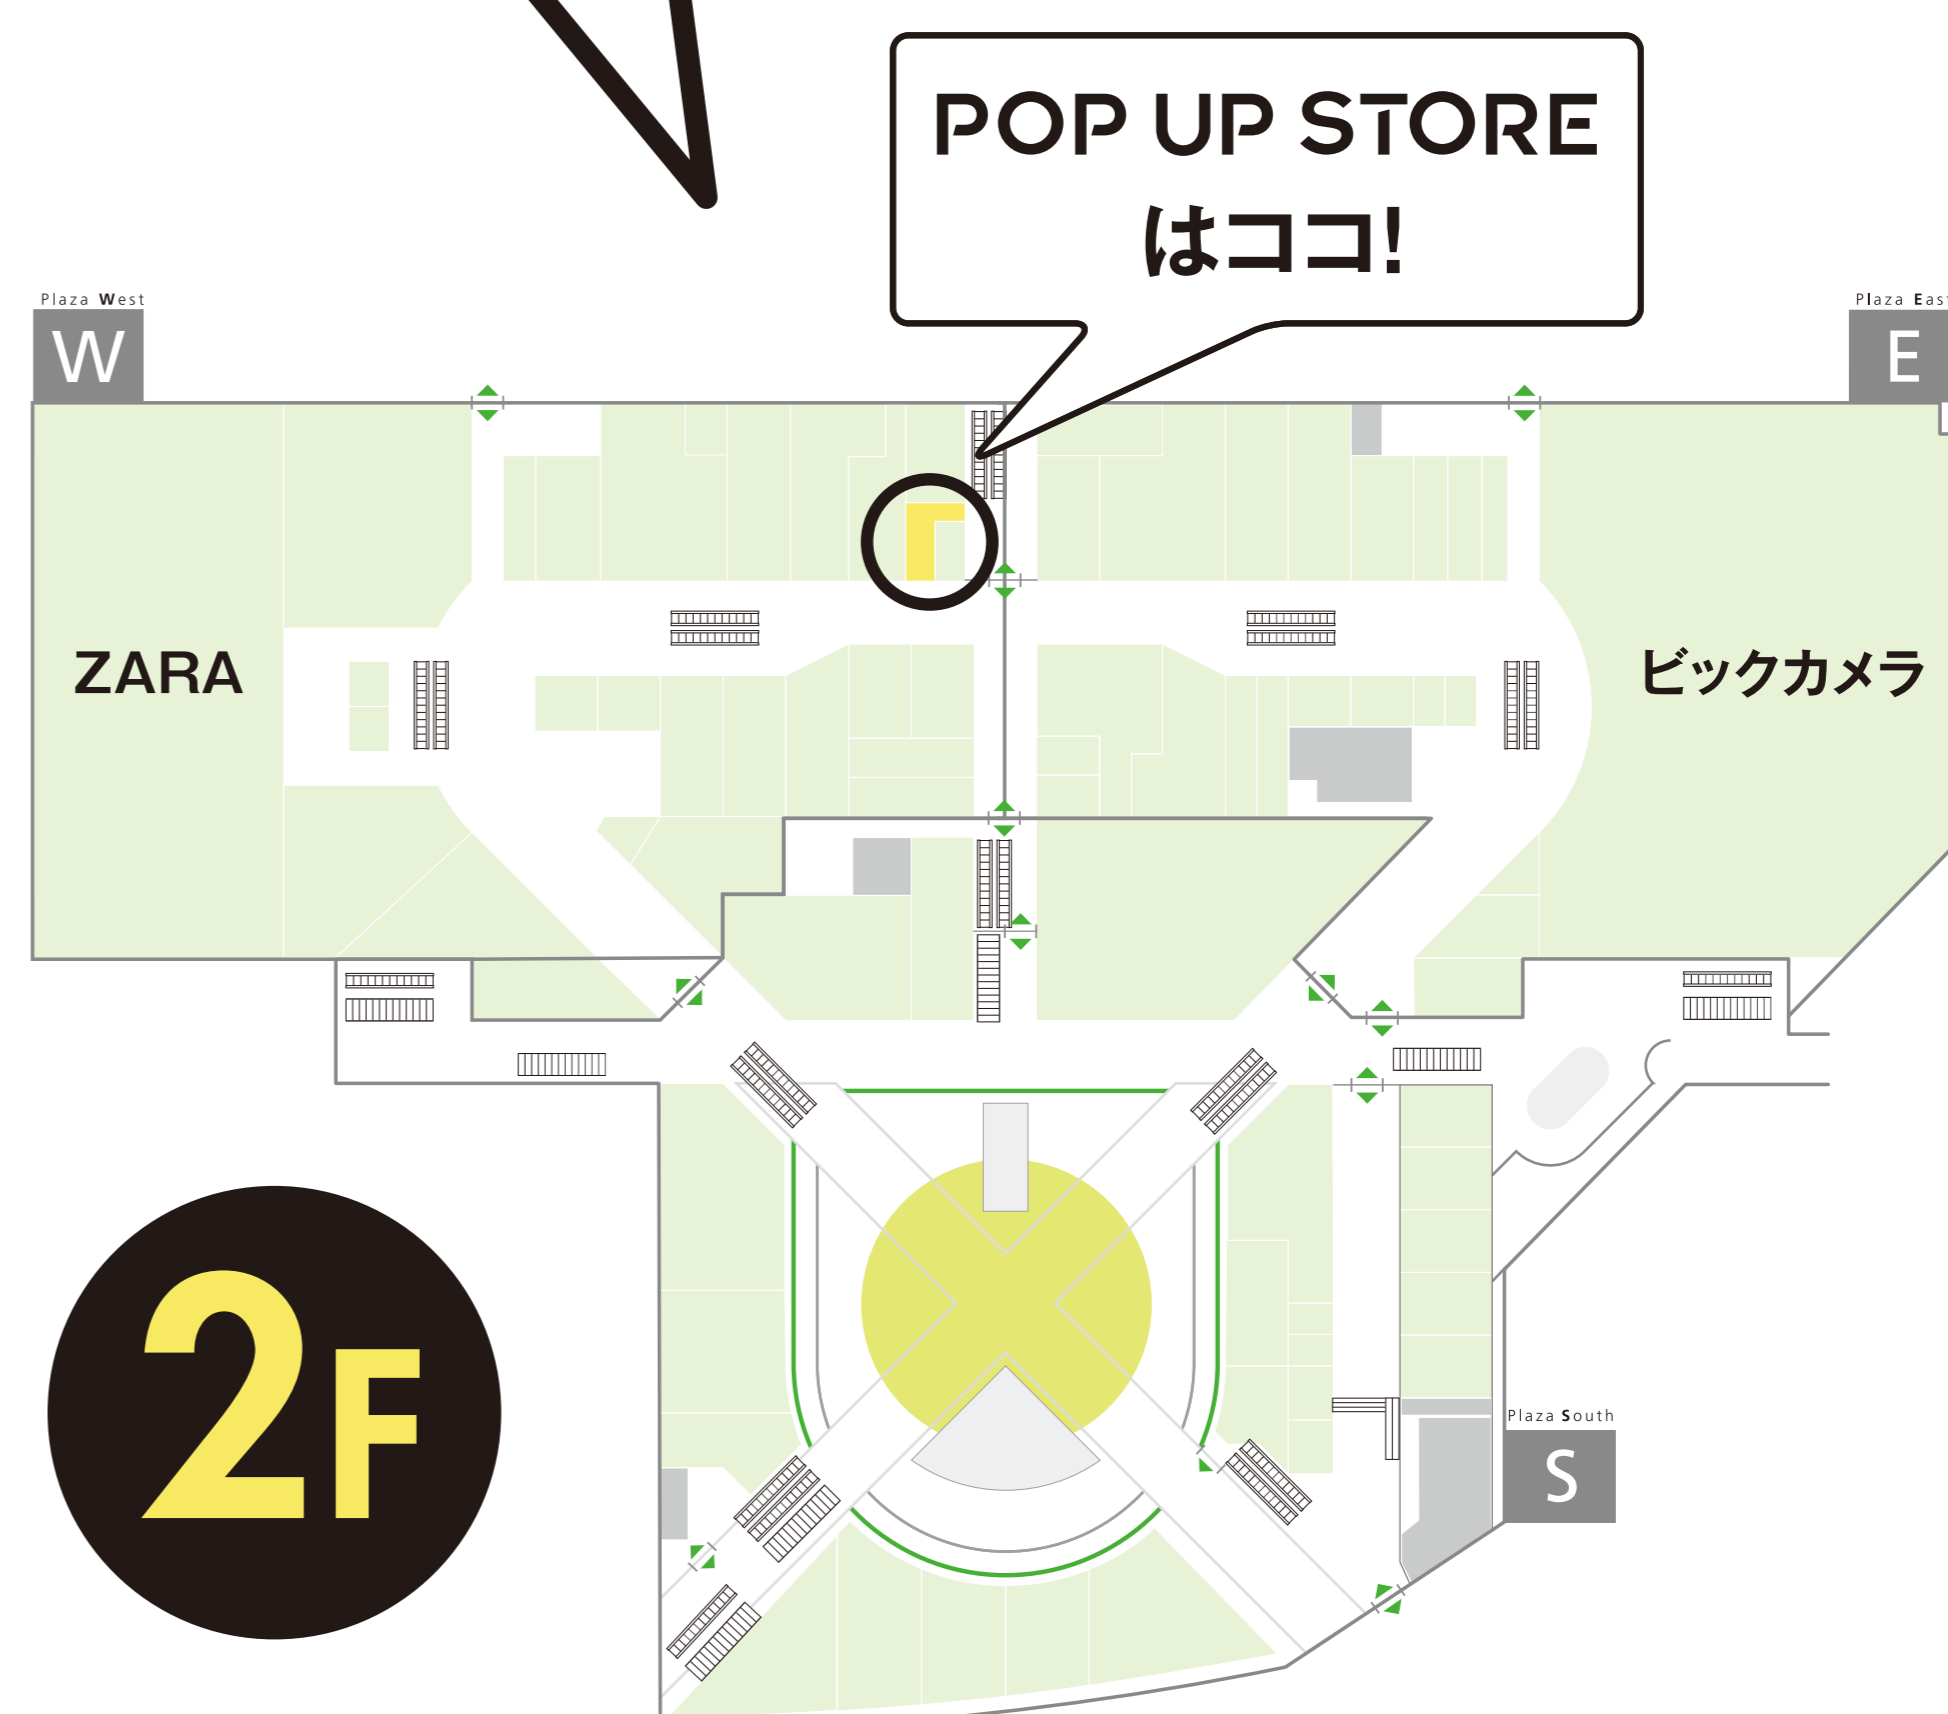 POP UP STORE
はココ!
Plaza West
W
Plaza East
E
ZARA
ビックカメラ
2F
Plaza South
S